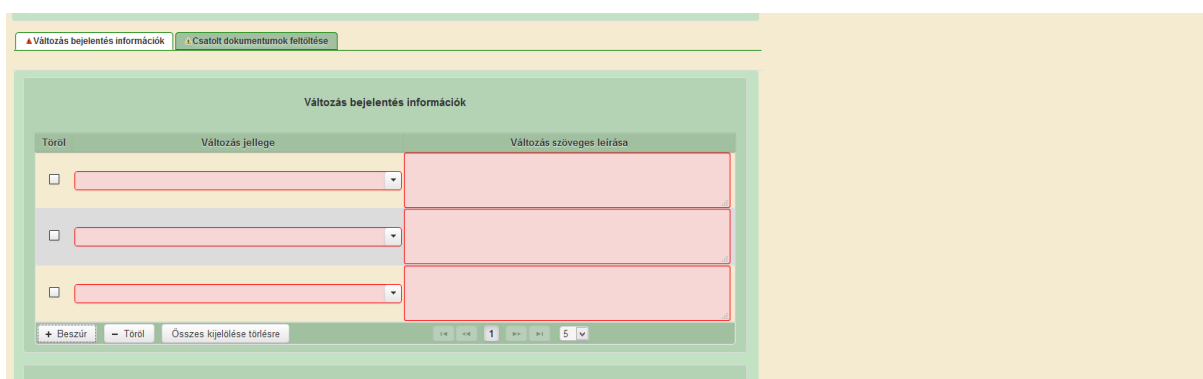 Változás bejelentés információk Csatolt dokumentumok feltöltése
Változás bejelentés információk
Töröl Változás jellege Változás szöveges leírása
+ Beszúr − Töröl Összes kijelölése törlésre 1 5